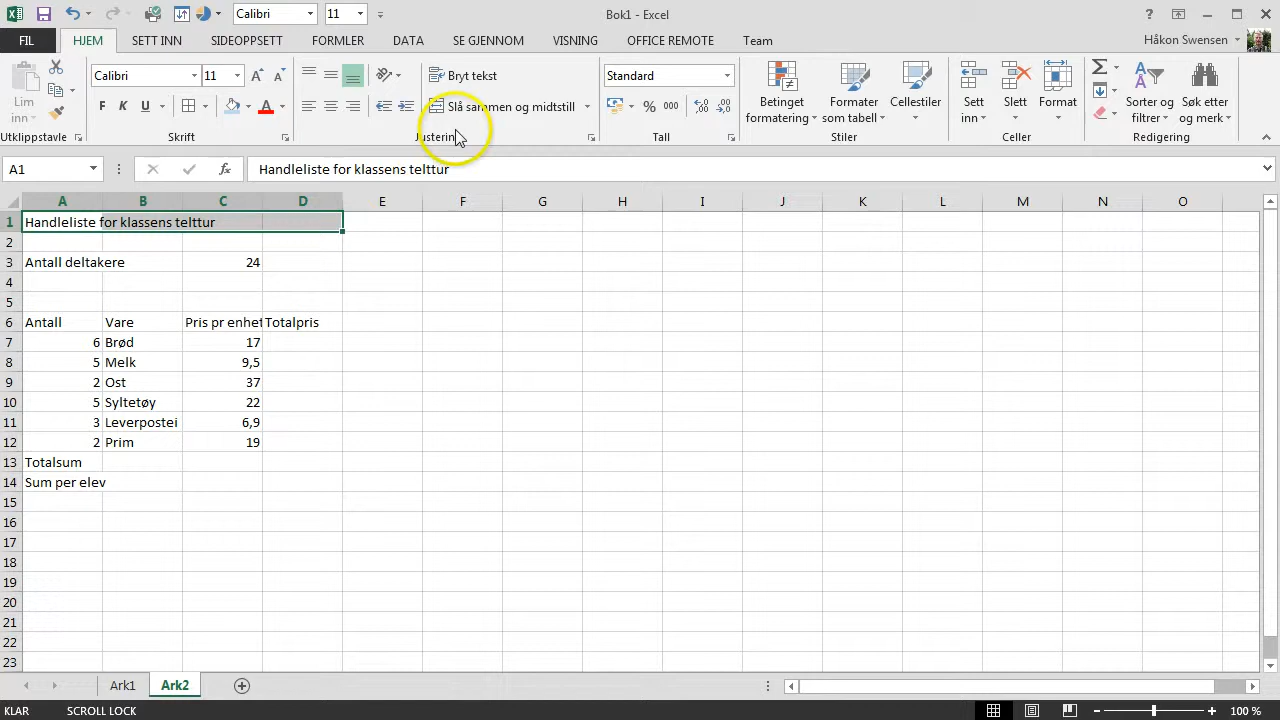 Calibri 11 Bok1 - Excel ?
FIL HJEM SETT INN SIDEOPPSETT FORMLER DATA SE GJENNOM VISNING OFFICE REMOTE Team Håkon Swensen
Lim inn
Calibri 11
F K U
A A
Bryt tekst
Slå sammen og midtstill
Standard
% 000
Betinget formatering
Formater som tabell
Cellestiler
Sett inn
Slett
Format
Sorter og filtrer
Søk etter og merk
Utklippstavle Skrift Justering Tall Stiler Celler Redigering
A1 fx Handleliste for klassens telttur
A B C D E F G H I J K L M N O
1 Handleliste for klassens telttur
2
3 Antall deltakere 24
4
5
6 Antall Vare Pris pr enhet Totalpris
7 6 Brød 17
8 5 Melk 9,5
9 2 Ost 37
10 5 Syltetøy 22
11 3 Leverpostei 6,9
12 2 Prim 19
13 Totalsum
14 Sum per elev
15
16
17
18
19
20
21
22
23
Ark1 Ark2
KLAR SCROLL LOCK 100 %